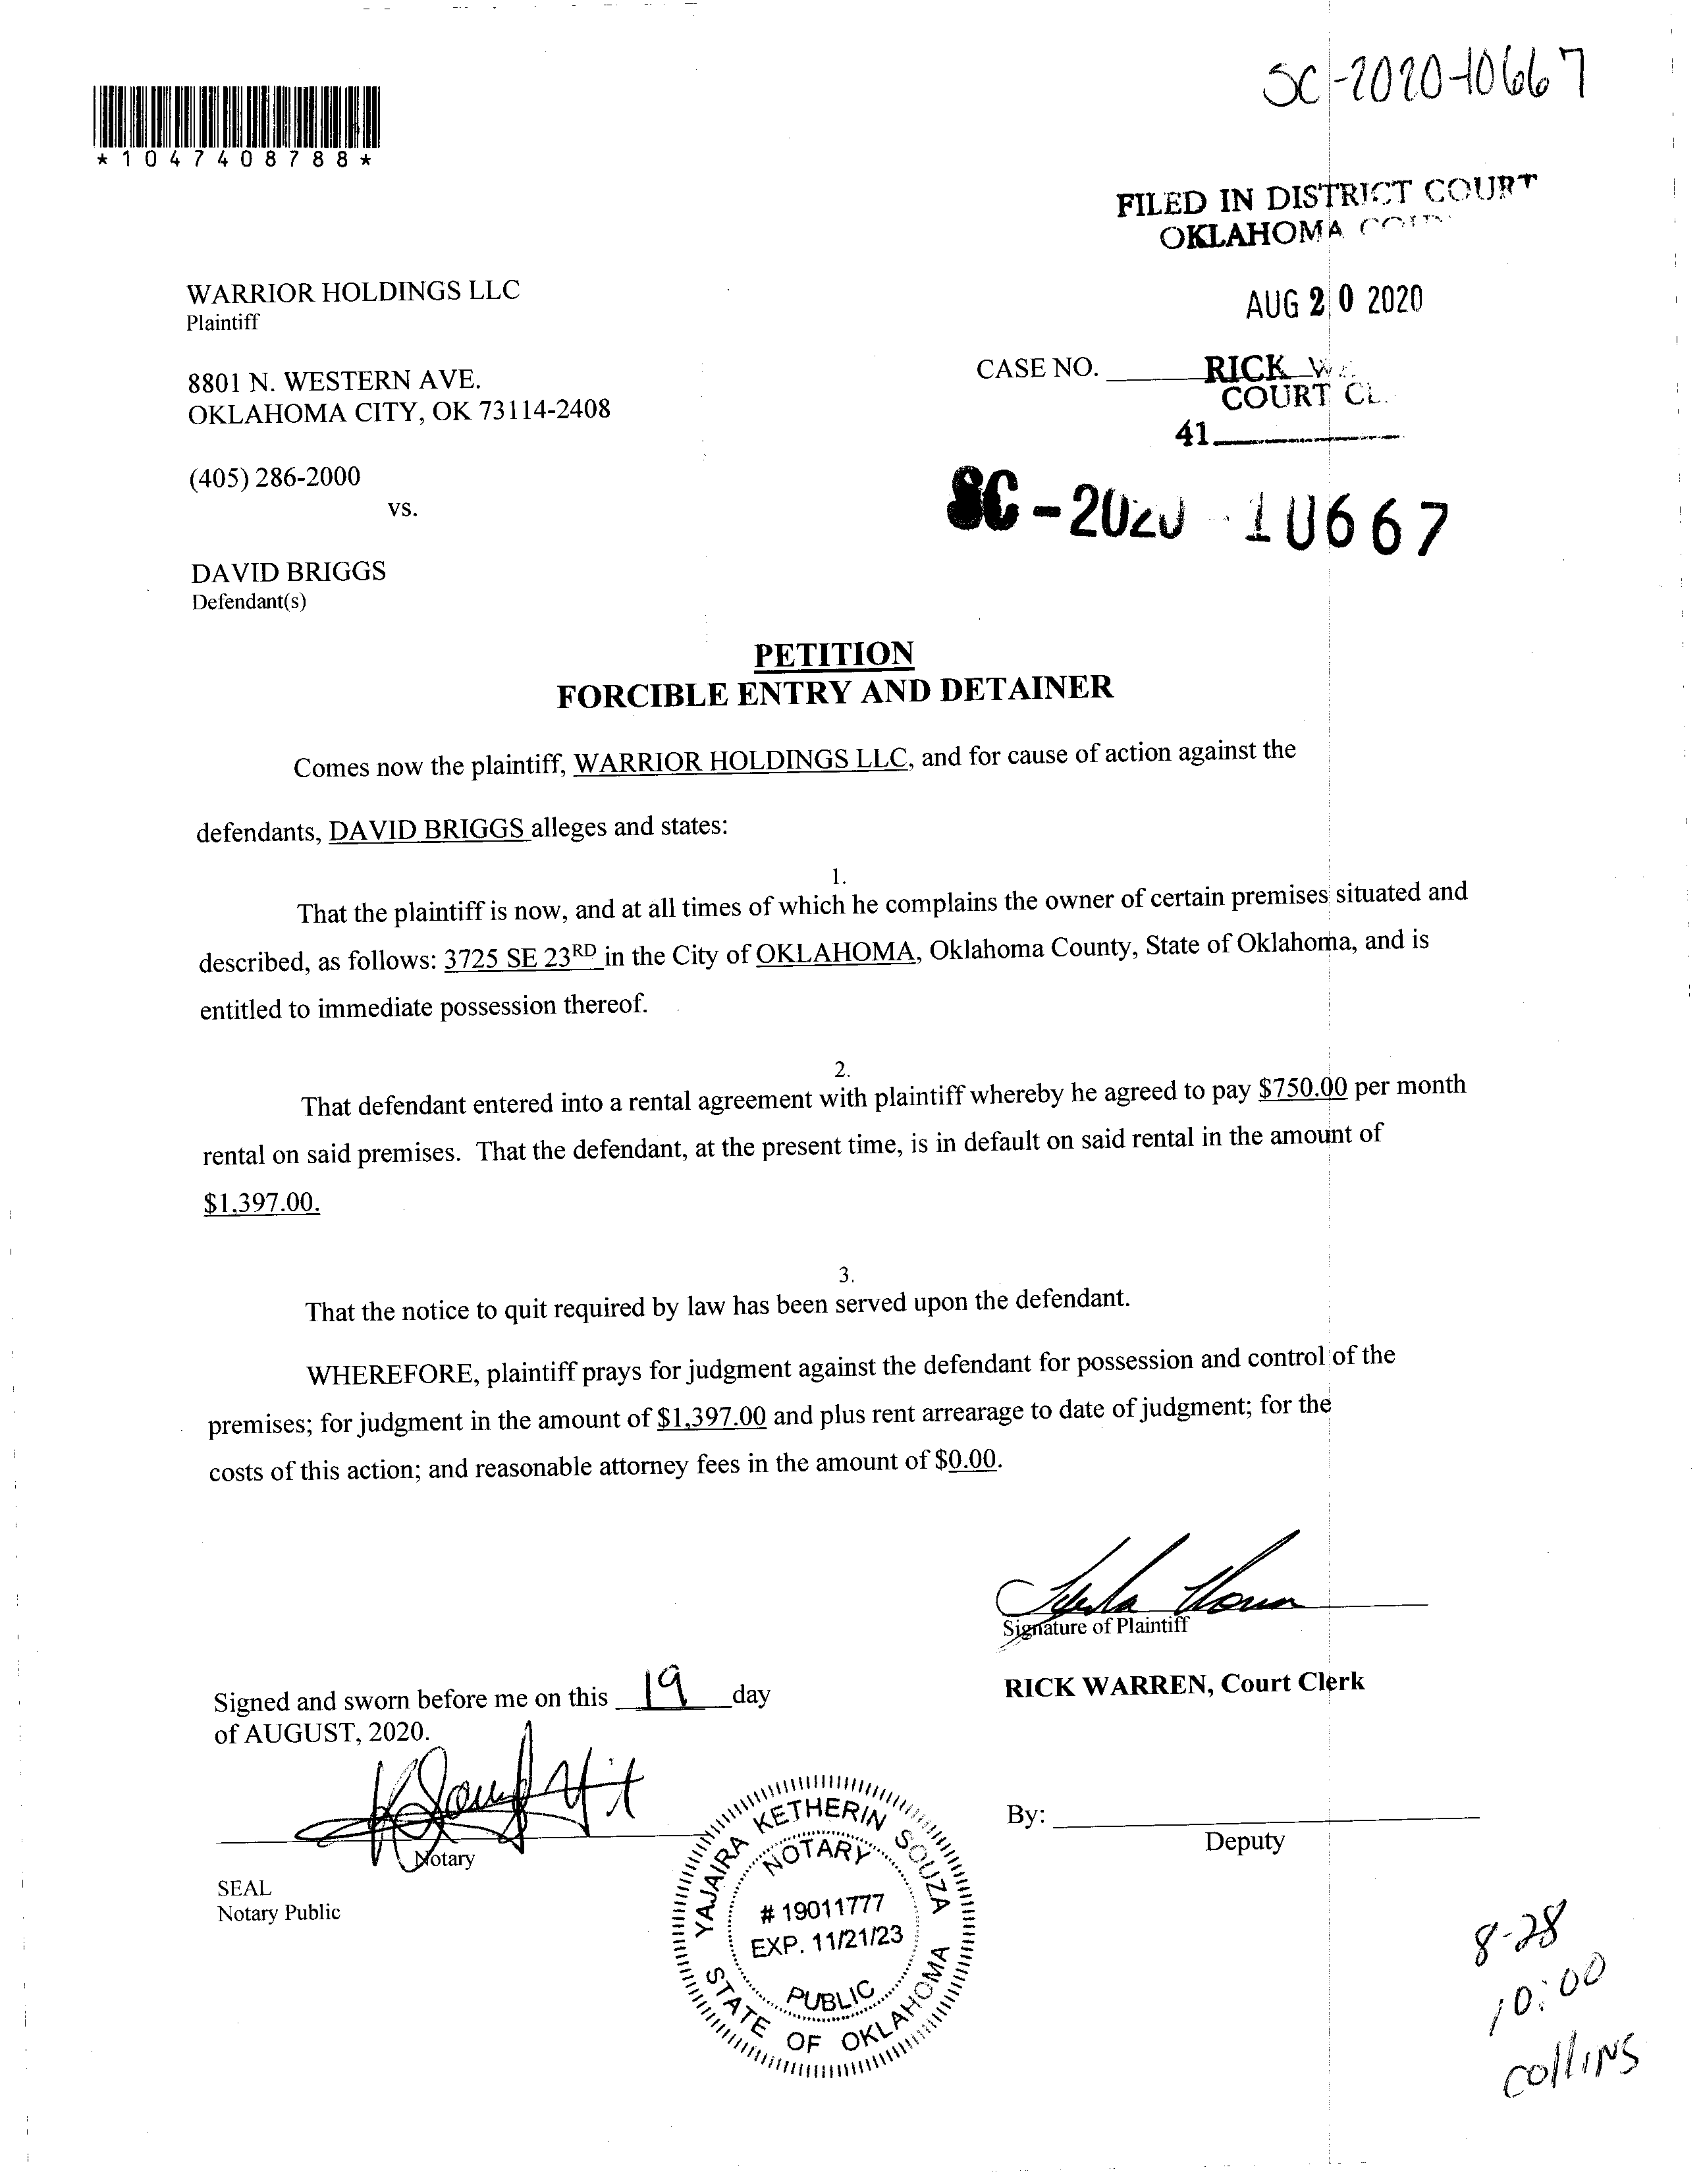 SC-2020-10667
*1047408788*
FILED IN DISTRICT COURT
OKLAHOMA
WARRIOR HOLDINGS LLC
Plaintiff
AUG 20 2020
8801 N. WESTERN AVE.
OKLAHOMA CITY, OK 73114-2408
CASE NO.
RICK
COURT
41
(405) 286-2000
vs.
SC-2020-10667
DAVID BRIGGS
Defendant(s)
PETITION
FORCIBLE ENTRY AND DETAINER
Comes now the plaintiff, WARRIOR HOLDINGS LLC, and for cause of action against the
defendants, DAVID BRIGGS alleges and states:
1.
That the plaintiff is now, and at all times of which he complains the owner of certain premises situated and
described, as follows: 3725 SE 23RD in the City of OKLAHOMA, Oklahoma County, State of Oklahoma, and is
entitled to immediate possession thereof.
2.
That defendant entered into a rental agreement with plaintiff whereby he agreed to pay $750.00 per month
rental on said premises. That the defendant, at the present time, is in default on said rental in the amount of
$1,397.00.
3.
That the notice to quit required by law has been served upon the defendant.
WHEREFORE, plaintiff prays for judgment against the defendant for possession and control of the
premises; for judgment in the amount of $1,397.00 and plus rent arrearage to date of judgment; for the
costs of this action; and reasonable attorney fees in the amount of $0.00.
Signature of Plaintiff
RICK WARREN, Court Clerk
Signed and sworn before me on this 19 day
of AUGUST, 2020.
Notary
SEAL
Notary Public
YAJAIRA KETHERIN SOUZA
NOTARY
# 19011777
EXP. 11/21/23
PUBLIC
STATE OF OKLAHOMA
By:
Deputy
8-28
10:00
Collins